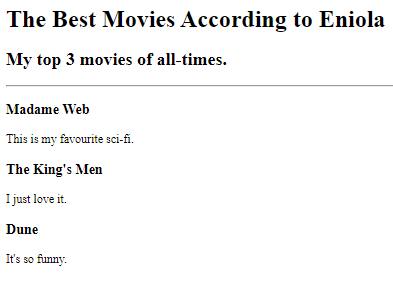 The Best Movies According to Eniola
My top 3 movies of all-times.
Madame Web
This is my favourite sci-fi.
The King's Men
I just love it.
Dune
It's so funny.